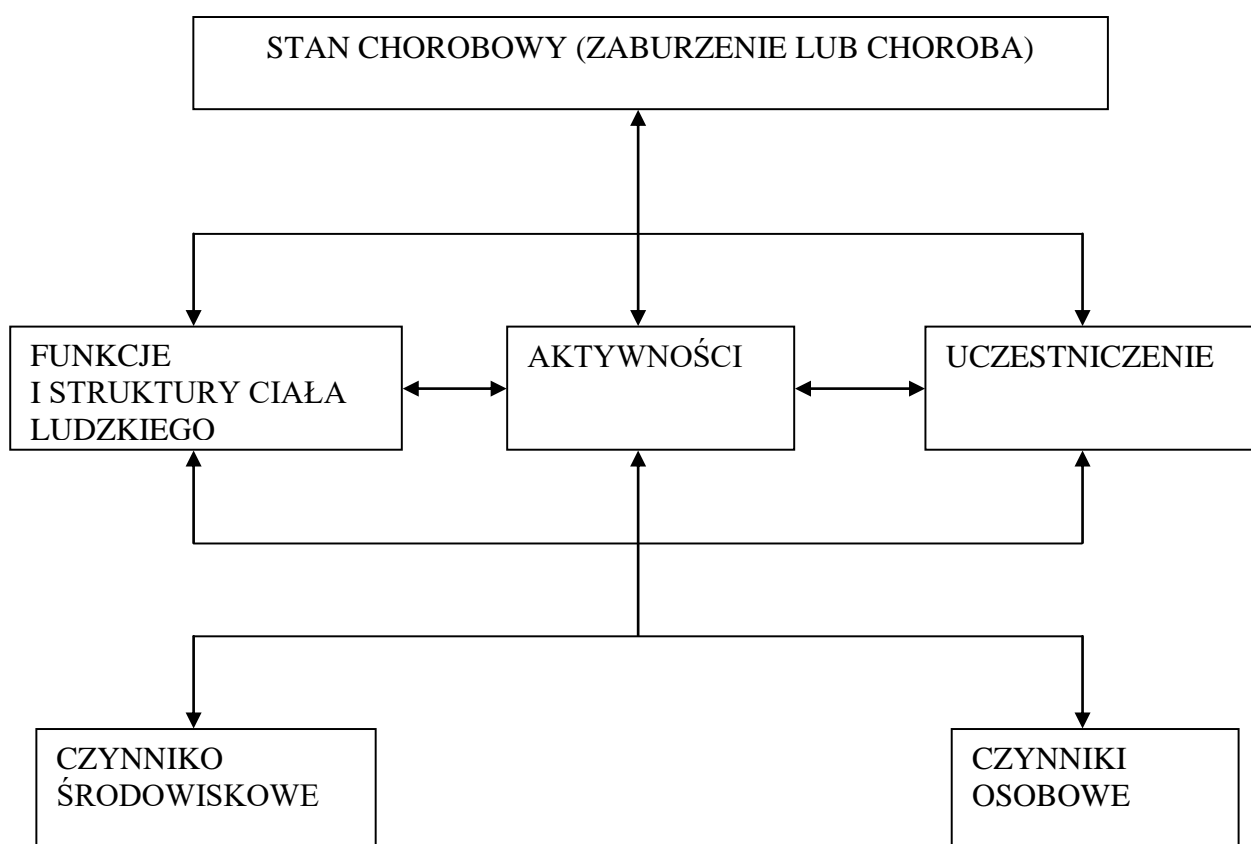 STAN CHOROBOWY (ZABURZENIE LUB CHOROBA)
FUNKCJE
I STRUKTURY CIAŁA
LUDZKIEGO
AKTYWNOŚCI
UCZESTNICZENIE
CZYNNIKO
ŚRODOWISKOWE
CZYNNIKI
OSOBOWE